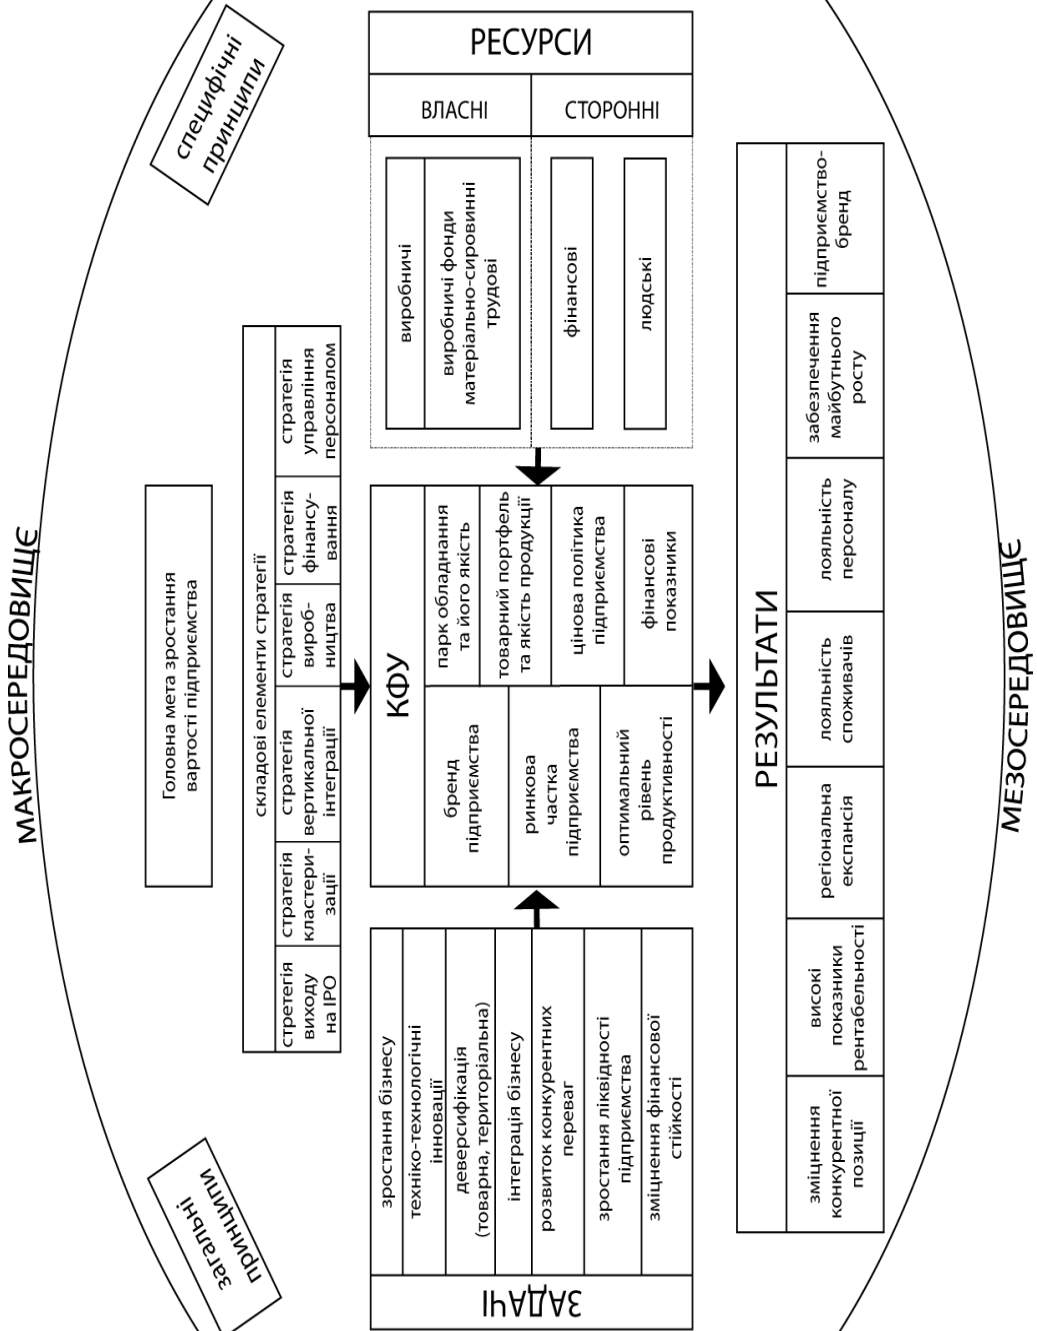 МАКРОСЕРЕДОВИЩЕ
загальні
принципи
специфічні
принципи
Головна мета зростання
вартості підприємства
складові елементи стратегії
стретегія
виходу
на IPO
стратегія
кластери-
зації
стратегія
вертикальної
інтеграції
стратегія
вироб-
ництва
стратегія
фінансу-
вання
стратегія
управління
персоналом
ЗАДАЧІ
зростання бізнесу
техніко-технологічні
інновації
деверсифікація
(товарна, територіальна)
інтеграція бізнесу
розвиток конкурентних
переваг
зростання ліквідності
підприємства
зміцнення фінансової
стійкості
КФУ
бренд
підприємства
ринкова
частка
підприємства
оптимальний
рівень
продуктивності
парк обладнання
та його якість
товарний портфель
та якість продукції
цінова політика
підприємства
фінансові
показники
РЕСУРСИ
ВЛАСНІ
СТОРОННІ
виробничі
виробничі фонди
матеріально-сировинні
трудові
фінансові
людські
РЕЗУЛЬТАТИ
зміцнення
конкурентної
позиції
високі
показники
рентабельності
регіональна
експансія
лояльність
споживачів
лояльність
персоналу
забезпечення
майбутнього
росту
підприємство-
бренд
МЕЗОСЕРЕДОВИЩЕ